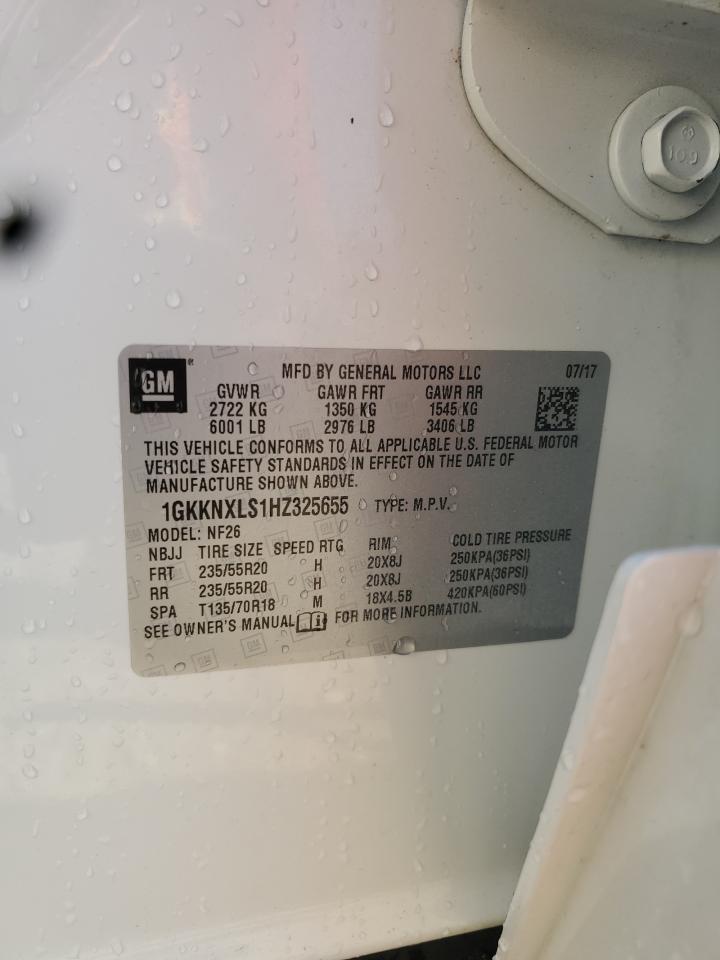 109
GM
®
MFD BY GENERAL MOTORS LLC 07/17
GVWR GAWR FRT GAWR RR
2722 KG 1350 KG 1545 KG
6001 LB 2976 LB 3406 LB
THIS VEHICLE CONFORMS TO ALL APPLICABLE U.S. FEDERAL MOTOR
VEHICLE SAFETY STANDARDS IN EFFECT ON THE DATE OF
MANUFACTURE SHOWN ABOVE.
1GKKNXLS1HZ325655 TYPE: M.P.V.
MODEL: NF26
NBJJ TIRE SIZE SPEED RTG RIM COLD TIRE PRESSURE
FRT 235/55R20 H 20X8J 250KPA(36PSI)
RR 235/55R20 H 20X8J 250KPA(36PSI)
SPA T135/70R18 M 18X4.5B 420KPA(60PSI)
SEE OWNER'S MANUAL i FOR MORE INFORMATION.